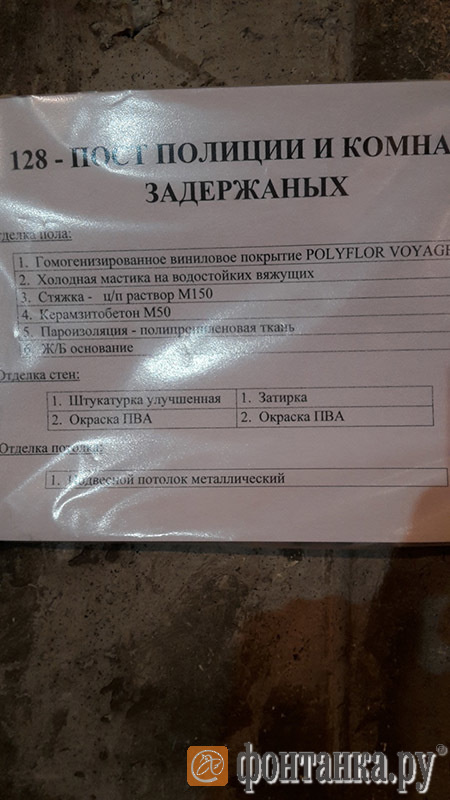 128 - ПОСТ ПОЛИЦИИ И КОМНА
ЗАДЕРЖАНЫХ
тделка пола:
1. Гомогенизированное виниловое покрытие POLYFLOR VOYAG
2. Холодная мастика на водостойких вяжущих
3. Стяжка - ц/п раствор М150
4. Керамзитобетон М50
5. Пароизоляция - полипропиленовая ткань
6. Ж/Б основание
Отделка стен:
1. Штукатурка улучшенная 1. Затирка
2. Окраска ПВА 2. Окраска ПВА
Отделка потолка:
1. Подвесной потолок металлический
фонтанка.ру